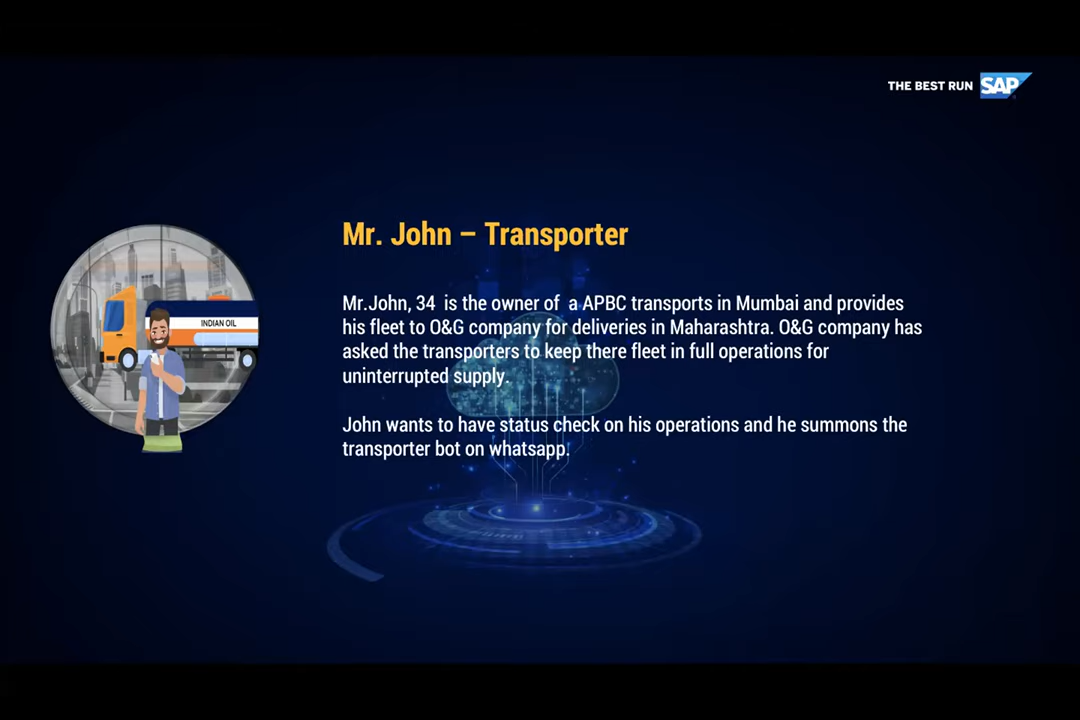 THE BEST RUN SAP
Mr. John – Transporter
INDIAN OIL
Mr.John, 34 is the owner of a APBC transports in Mumbai and provides
his fleet to O&G company for deliveries in Maharashtra. O&G company has
asked the transporters to keep there fleet in full operations for
uninterrupted supply.
John wants to have status check on his operations and he summons the
transporter bot on whatsapp.